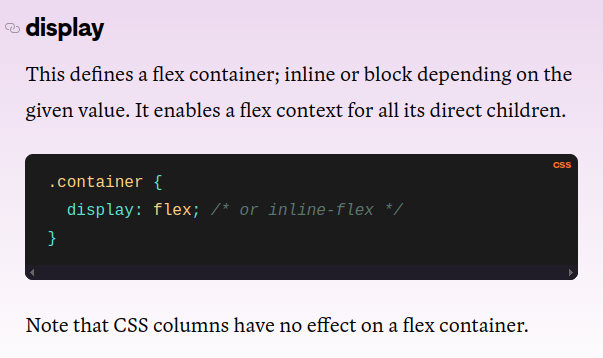 display
This defines a flex container; inline or block depending on the
given value. It enables a flex context for all its direct children.
CSS
.container {
  display: flex; /* or inline-flex */
}
Note that CSS columns have no effect on a flex container.